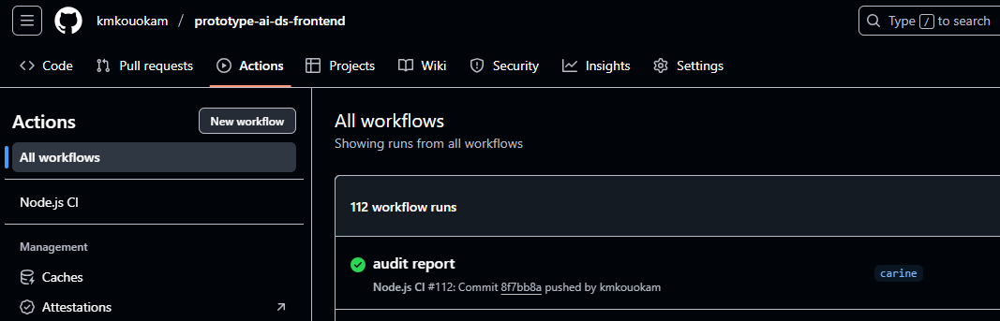 kmkouokam / prototype-ai-ds-frontend
Type / to search
Code Pull requests Actions Projects Wiki Security Insights Settings
Actions
New workflow
All workflows
Node.js CI
Management
Caches
Attestations
All workflows
Showing runs from all workflows
112 workflow runs
audit report
Node.js CI #112: Commit 8f7bb8a pushed by kmkouokam
carine